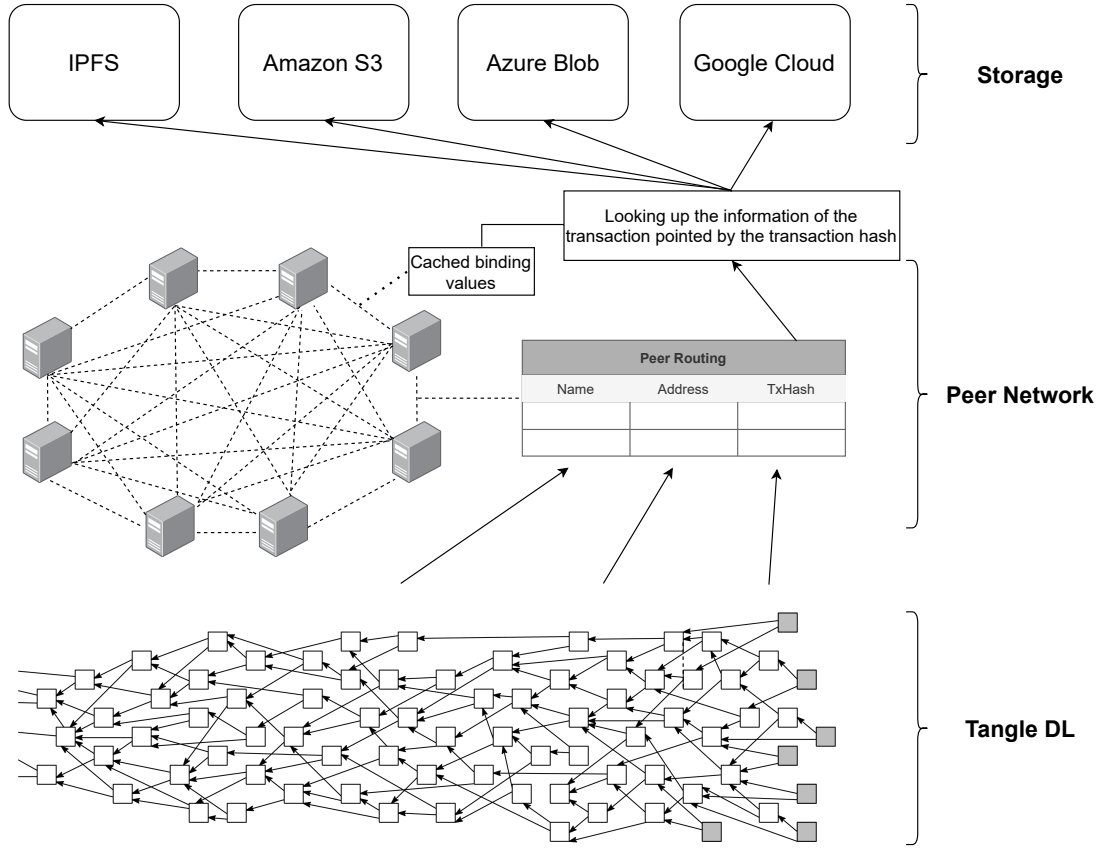 IPFS
Amazon S3
Azure Blob
Google Cloud
Storage
Looking up the information of the
transaction pointed by the transaction hash
Cached binding
values
Peer Routing
Name
Address
TxHash
Peer Network
Tangle DL